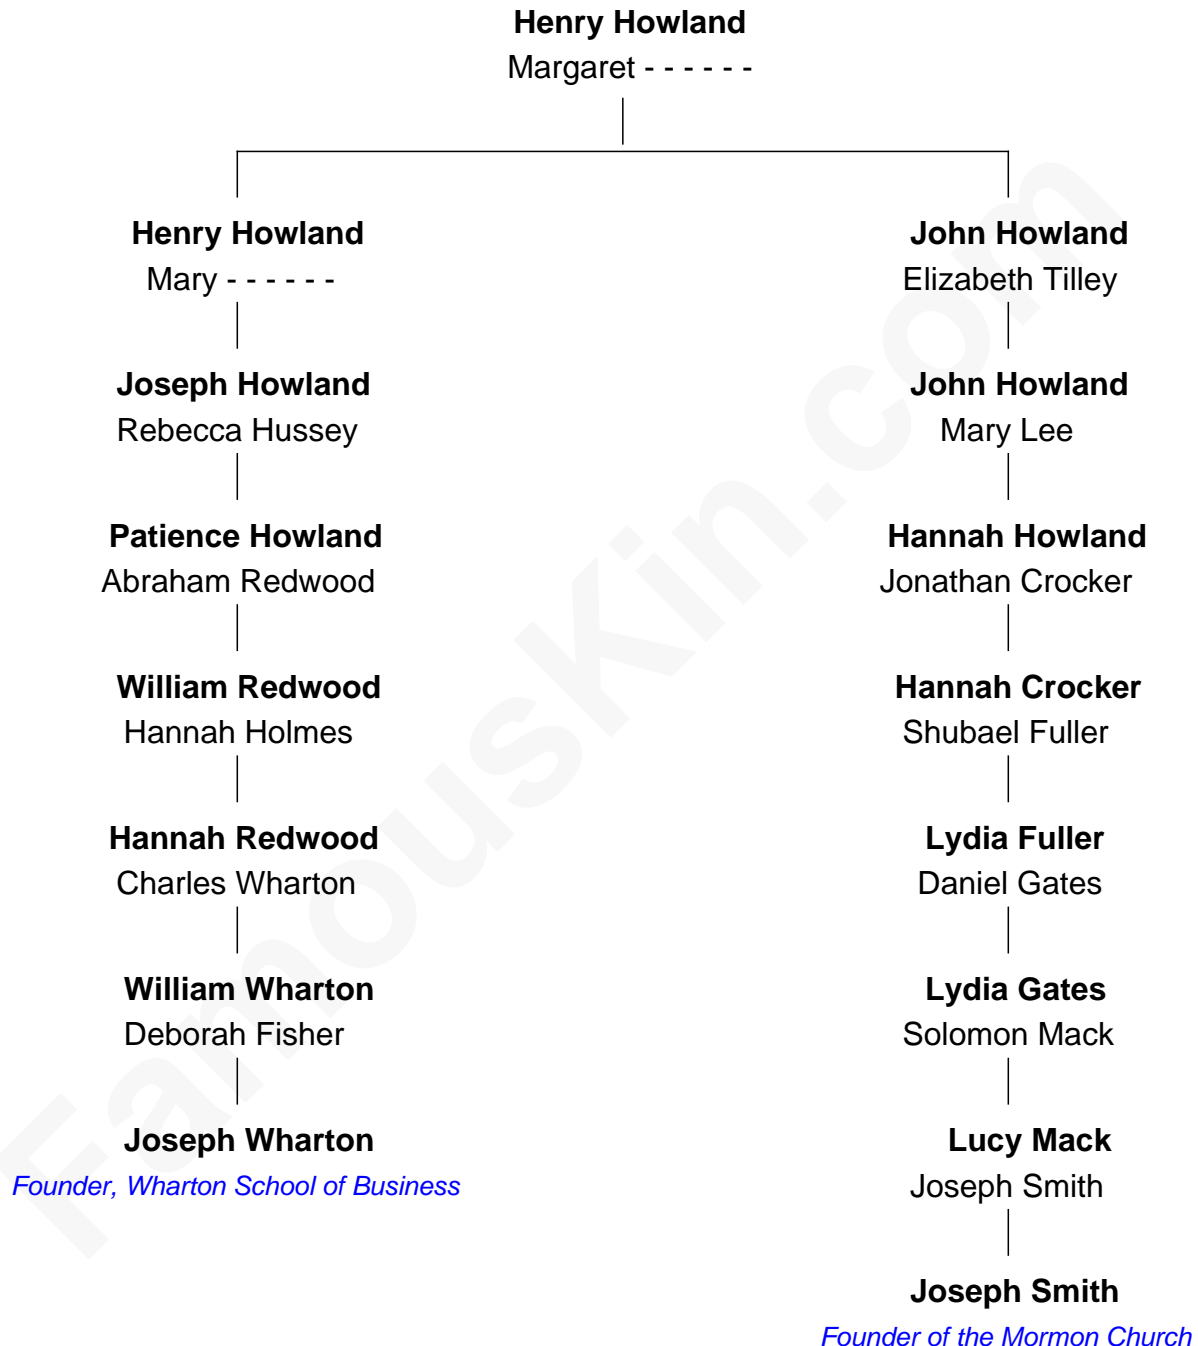 Henry Howland
Margaret - - - - - -
Henry Howland
Mary - - - - - -
John Howland
Elizabeth Tilley
Joseph Howland
Rebecca Hussey
John Howland
Mary Lee
Patience Howland
Abraham Redwood
Hannah Howland
Jonathan Crocker
William Redwood
Hannah Holmes
Hannah Crocker
Shubael Fuller
Hannah Redwood
Charles Wharton
Lydia Fuller
Daniel Gates
William Wharton
Deborah Fisher
Lydia Gates
Solomon Mack
Joseph Wharton
Founder, Wharton School of Business
Lucy Mack
Joseph Smith
Joseph Smith
Founder of the Mormon Church
FamousKin.com